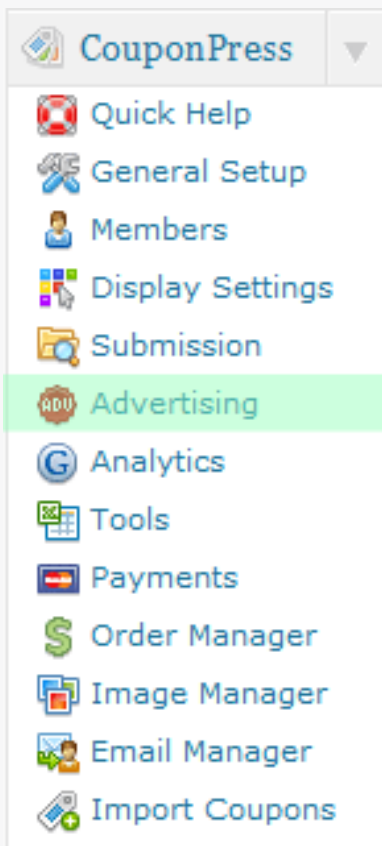 CouponPress
Quick Help
General Setup
Members
Display Settings
Submission
ADV Advertising
G Analytics
Tools
Payments
$ Order Manager
Image Manager
Email Manager
Import Coupons